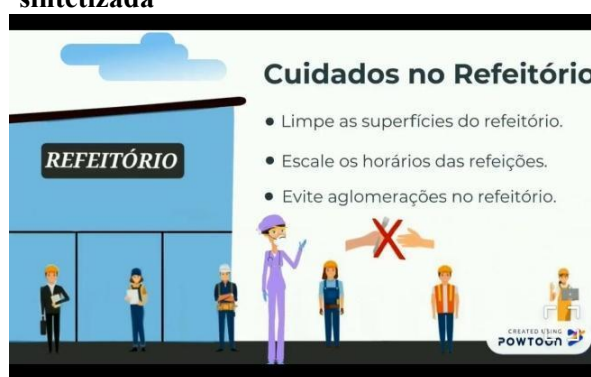 sintetizada
Cuidados no Refeitório
• Limpe as superfícies do refeitório.
REFEITÓRIO
• Escale os horários das refeições.
• Evite aglomerações no refeitório.
CREATED USING
POWTOON